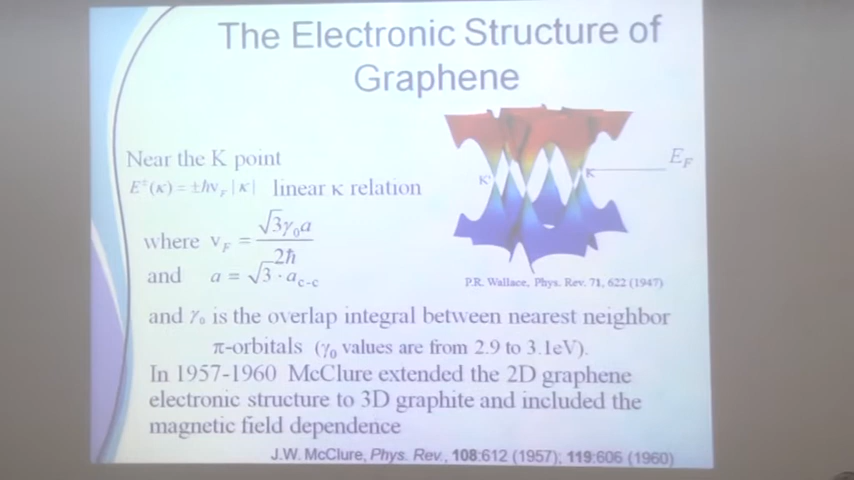 The Electronic Structure of
Graphene
Near the K point
E±(κ) = ±ħv_F |κ| linear κ relation
where v_F = √3γ₀a / 2ħ
and a = √3 · a_c-c
K'
K
E_F
P.R. Wallace, Phys. Rev. 71, 622 (1947)
and γ₀ is the overlap integral between nearest neighbor
π-orbitals (γ₀ values are from 2.9 to 3.1eV).
In 1957-1960 McClure extended the 2D graphene
electronic structure to 3D graphite and included the
magnetic field dependence
J.W. McClure, Phys. Rev., 108:612 (1957); 119:606 (1960)